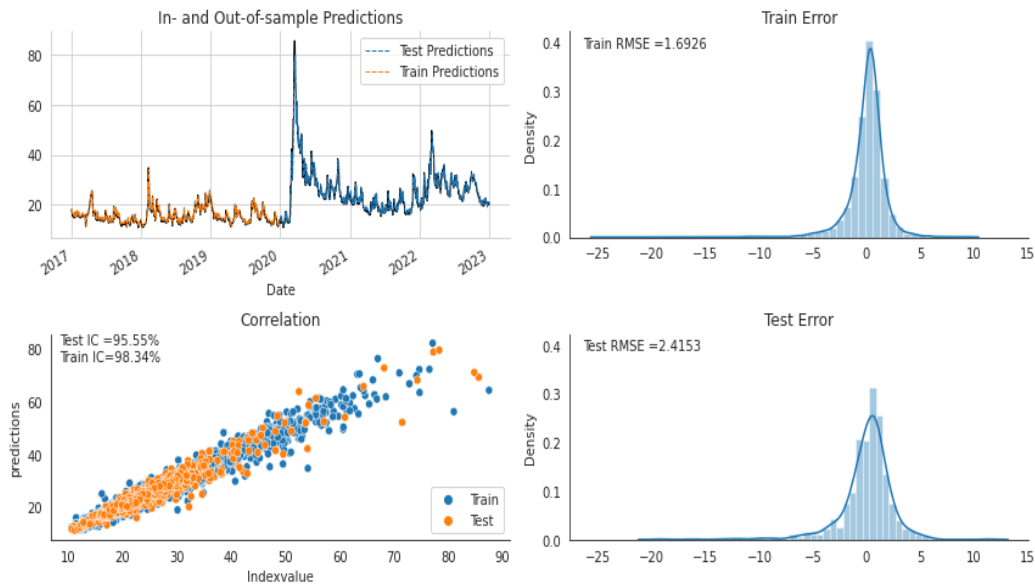 In- and Out-of-sample Predictions
80
60
40
20
2017
2018
2019
2020
2021
2022
2023
Date
Test Predictions
Train Predictions
Train Error
Train RMSE =1.6926
Density
0.4
0.3
0.2
0.1
0.0
−25 −20 −15 −10 −5 0 5 10 15
Correlation
Test IC =95.55%
Train IC=98.34%
predictions
80
60
40
20
10 20 30 40 50 60 70 80 90
Indexvalue
Train
Test
Test Error
Test RMSE =2.4153
Density
0.4
0.3
0.2
0.1
0.0
−25 −20 −15 −10 −5 0 5 10 15